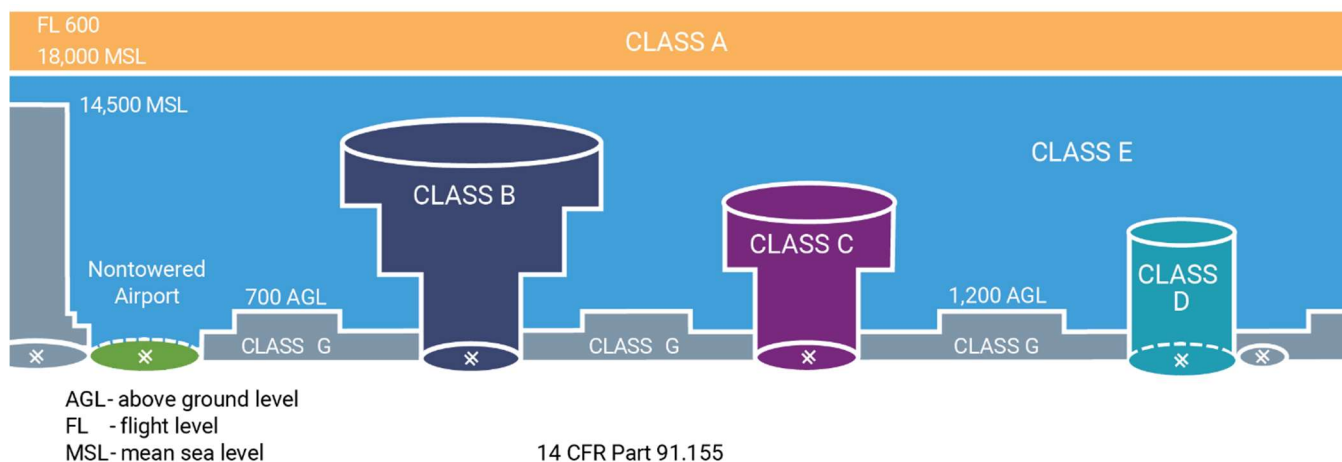 FL 600
18,000 MSL
CLASS A
14,500 MSL
CLASS E
CLASS B
CLASS C
Nontowered
Airport
CLASS
D
700 AGL
1,200 AGL
CLASS G
CLASS G
CLASS G
AGL- above ground level
FL - flight level
MSL- mean sea level
14 CFR Part 91.155